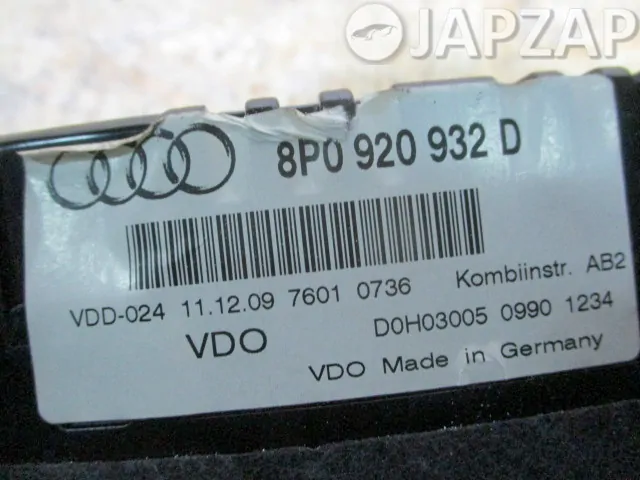 JAPZAP
8P0 920 932 D
VDD-024 11.12.09 7601 0736 Kombiinstr. AB2
VDO D0H03005 0990 1234
VDO Made in Germany